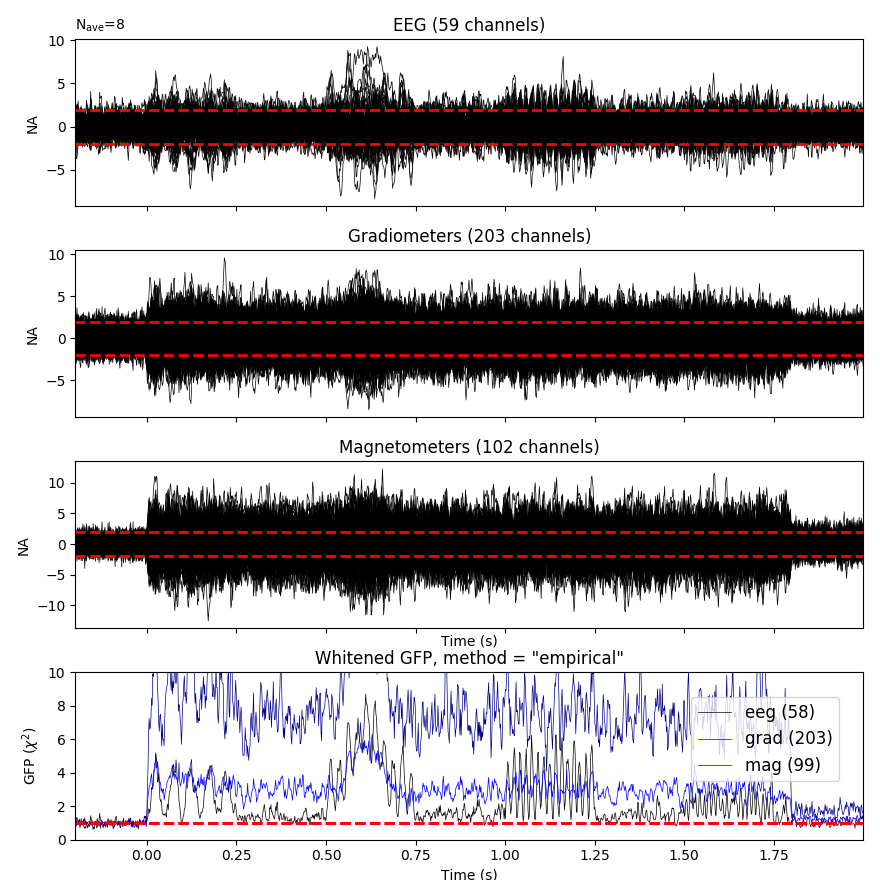 Nave=8
EEG (59 channels)
10
5
0
−5
NA
Gradiometers (203 channels)
10
5
0
−5
NA
Magnetometers (102 channels)
10
5
0
−5
−10
NA
Time (s)
Whitened GFP, method = "empirical"
10
8
6
4
2
0
GFP (χ²)
eeg (58)
grad (203)
mag (99)
0.00 0.25 0.50 0.75 1.00 1.25 1.50 1.75
Time (s)